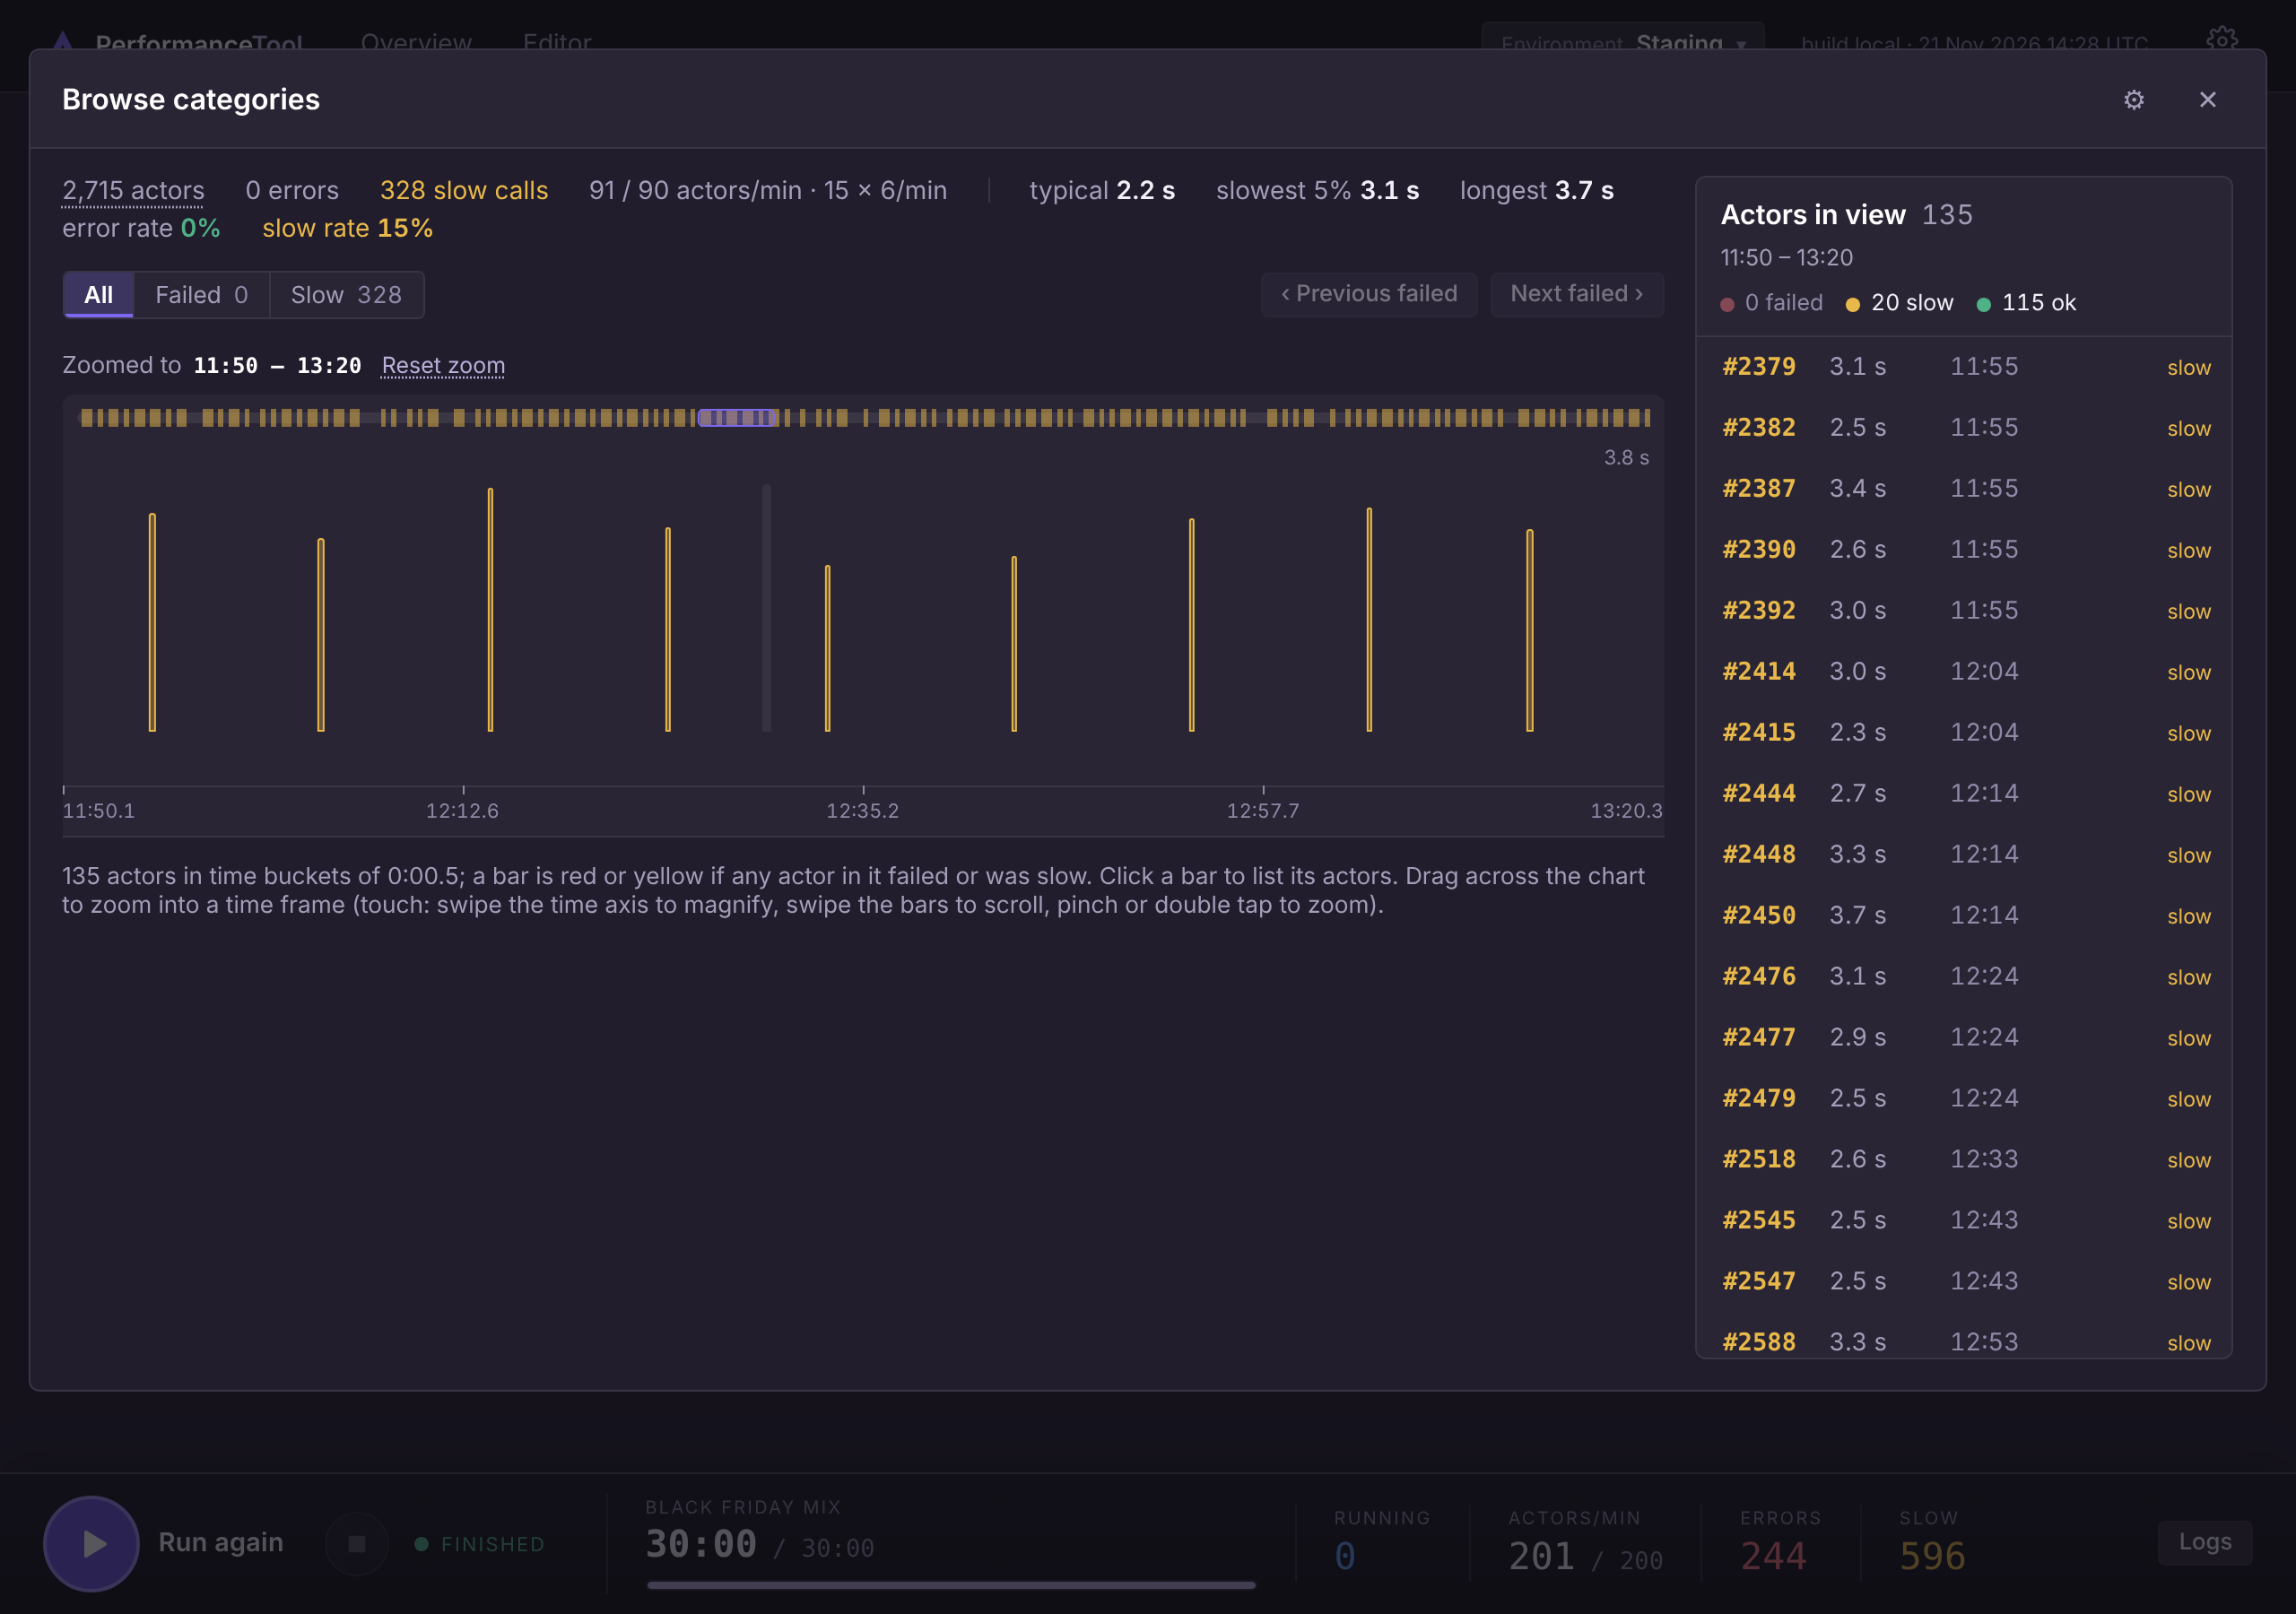 PerformanceTool Overview Editor Environment Staging ▾ build local · 21 Nov 2026 14:28 UTC
Browse categories
2,715 actors 0 errors 328 slow calls 91 / 90 actors/min · 15 × 6/min typical 2.2 s slowest 5% 3.1 s longest 3.7 s
error rate 0% slow rate 15%
All Failed 0 Slow 328 ‹ Previous failed Next failed ›
Zoomed to 11:50 – 13:20 Reset zoom
3.8 s
11:50.1 12:12.6 12:35.2 12:57.7 13:20.3
135 actors in time buckets of 0:00.5; a bar is red or yellow if any actor in it failed or was slow. Click a bar to list its actors. Drag across the chart
to zoom into a time frame (touch: swipe the time axis to magnify, swipe the bars to scroll, pinch or double tap to zoom).
Actors in view 135
11:50 – 13:20
0 failed 20 slow 115 ok
#2379 3.1 s 11:55 slow
#2382 2.5 s 11:55 slow
#2387 3.4 s 11:55 slow
#2390 2.6 s 11:55 slow
#2392 3.0 s 11:55 slow
#2414 3.0 s 12:04 slow
#2415 2.3 s 12:04 slow
#2444 2.7 s 12:14 slow
#2448 3.3 s 12:14 slow
#2450 3.7 s 12:14 slow
#2476 3.1 s 12:24 slow
#2477 2.9 s 12:24 slow
#2479 2.5 s 12:24 slow
#2518 2.6 s 12:33 slow
#2545 2.5 s 12:43 slow
#2547 2.5 s 12:43 slow
#2588 3.3 s 12:53 slow
Run again FINISHED
BLACK FRIDAY MIX
30:00 / 30:00
RUNNING ACTORS/MIN ERRORS SLOW
0 201 / 200 244 596
Logs